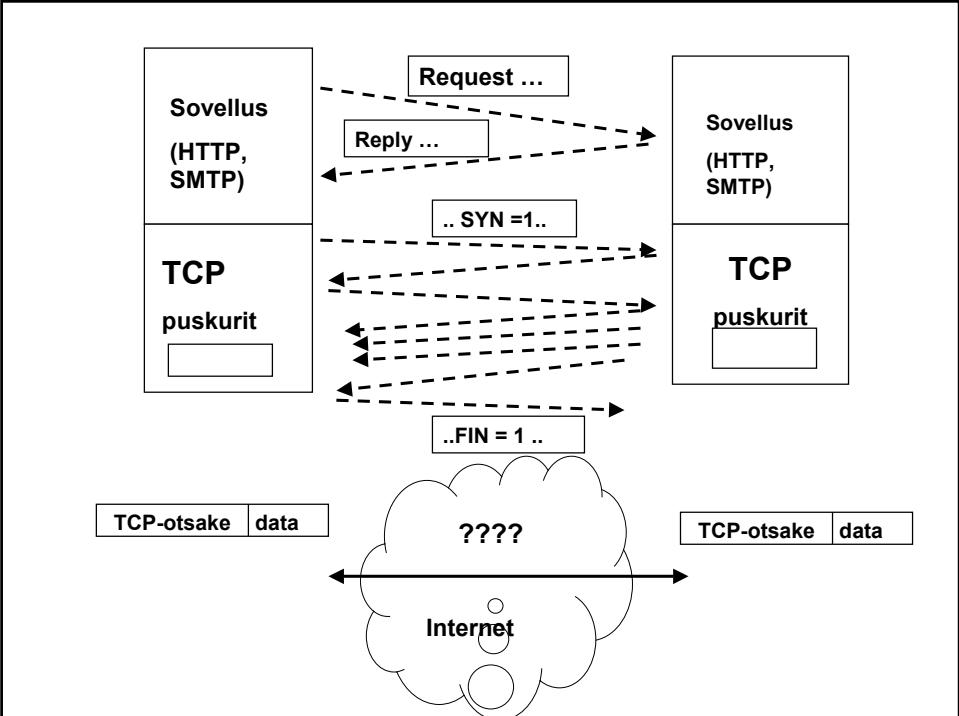 Request …
Sovellus
(HTTP,
SMTP)
Reply …
Sovellus
(HTTP,
SMTP)
.. SYN =1..
TCP
puskurit
TCP
puskurit
..FIN = 1 ..
TCP-otsake data
????
TCP-otsake data
Internet